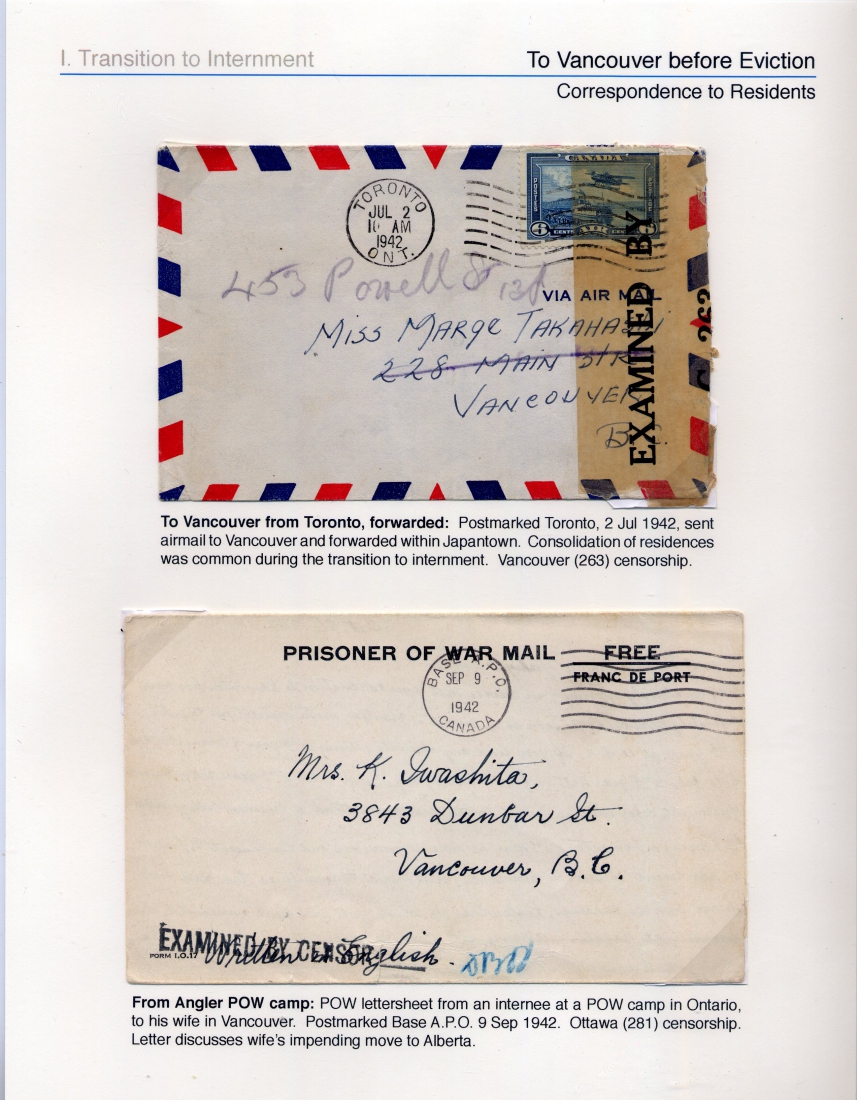 I. Transition to Internment
To Vancouver before Eviction
Correspondence to Residents
CANADA
POSTES
6 CENTS
TORONTO
JUL 2
10 AM
1942
ONT.
453 Powell St
VIA AIR MAIL
MISS MARGE TAKAHASHI
228 MAIN STR
VANCOUVER
B.C.
EXAMINED BY
C. 263
To Vancouver from Toronto, forwarded: Postmarked Toronto, 2 Jul 1942, sent
airmail to Vancouver and forwarded within Japantown. Consolidation of residences
was common during the transition to internment. Vancouver (263) censorship.
PRISONER OF WAR MAIL
FREE
FRANC DE PORT
BASE A.P.O.
SEP 9
1942
CANADA
Mrs. K. Iwashita,
3843 Dunbar St.
Vancouver, B.C.
EXAMINED BY CENSOR
FORM I.O.17
Written in English.
From Angler POW camp: POW lettersheet from an internee at a POW camp in Ontario,
to his wife in Vancouver. Postmarked Base A.P.O. 9 Sep 1942. Ottawa (281) censorship.
Letter discusses wife's impending move to Alberta.